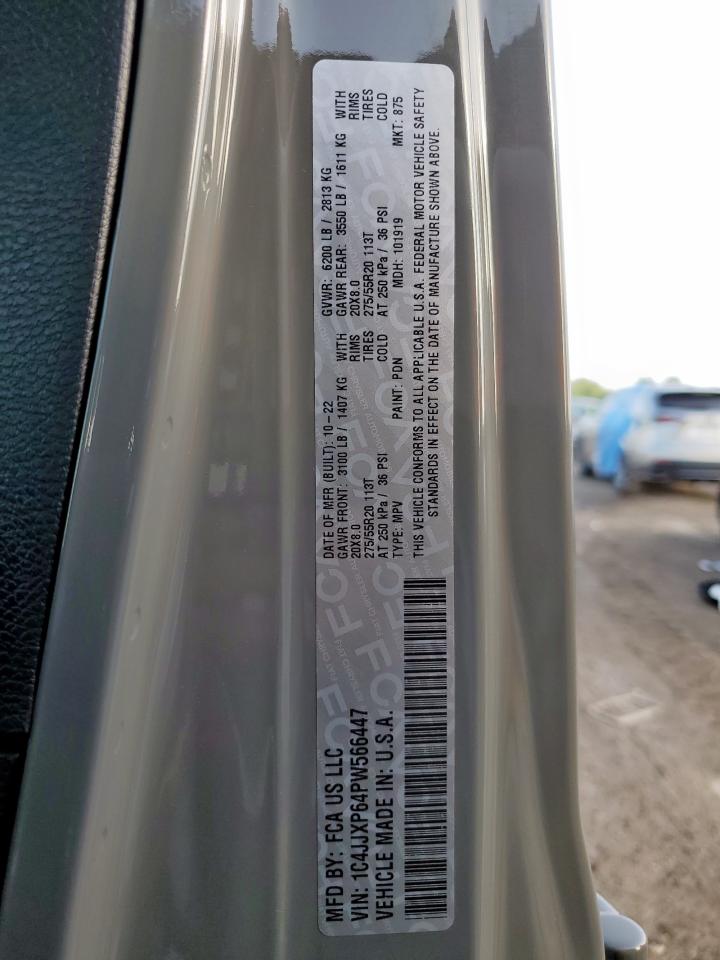 MFD BY: FCA US LLC
DATE OF MFR (BUILT): 10-22
GVWR: 6200 LB / 2813 KG
GAWR FRONT: 3100 LB / 1407 KG WITH
GAWR REAR: 3550 LB / 1611 KG WITH
20X8.0 RIMS
20X8.0 RIMS
275/55R20 113T TIRES
275/55R20 113T TIRES
AT 250 kPa / 36 PSI COLD
AT 250 kPa / 36 PSI COLD
VIN: 1C4JJXP64PW566447
TYPE: MPV PAINT: PDN MDH: 101919 MKT: 875
VEHICLE MADE IN: U.S.A.
THIS VEHICLE CONFORMS TO ALL APPLICABLE U.S.A. FEDERAL MOTOR VEHICLE SAFETY
STANDARDS IN EFFECT ON THE DATE OF MANUFACTURE SHOWN ABOVE.